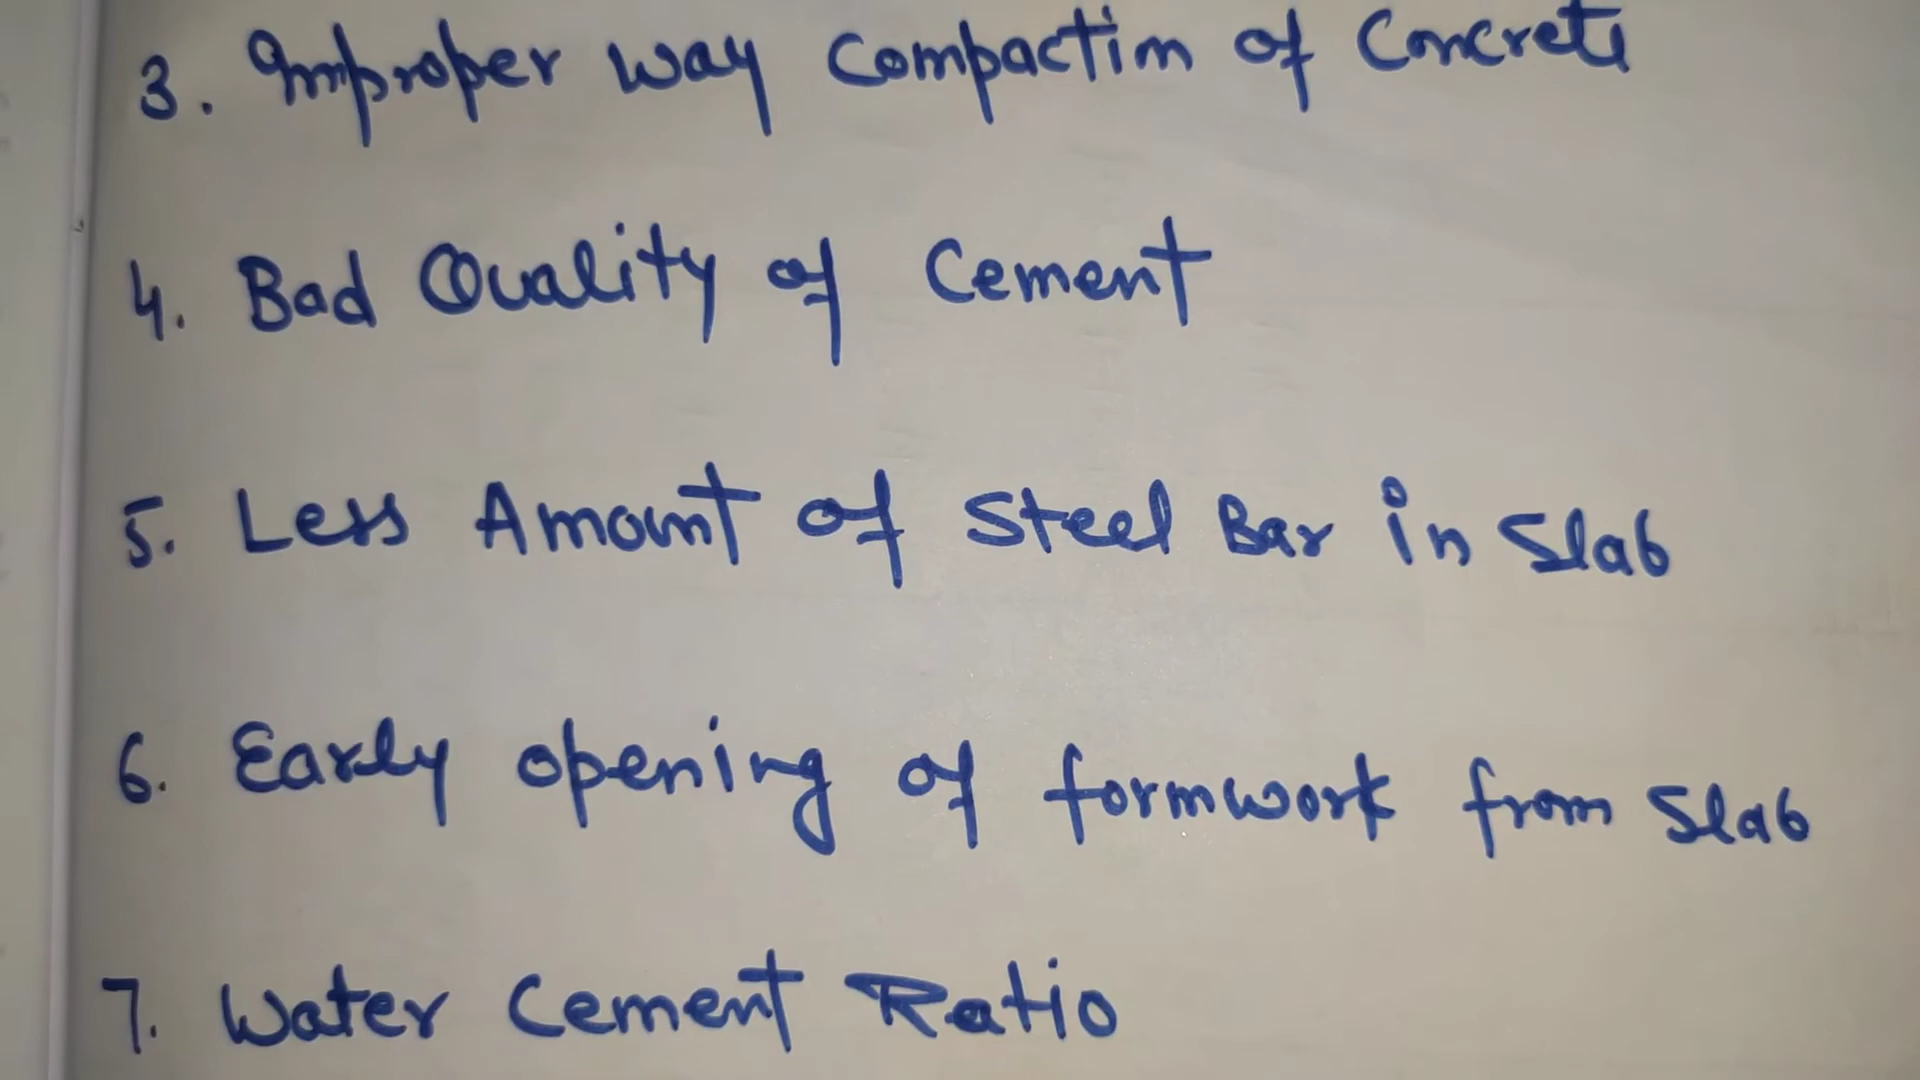 3. Improper way Compaction of Concrete
4. Bad Quality of Cement
5. Less Amount of Steel Bar in Slab
6. Early opening of formwork from Slab
7. Water Cement Ratio